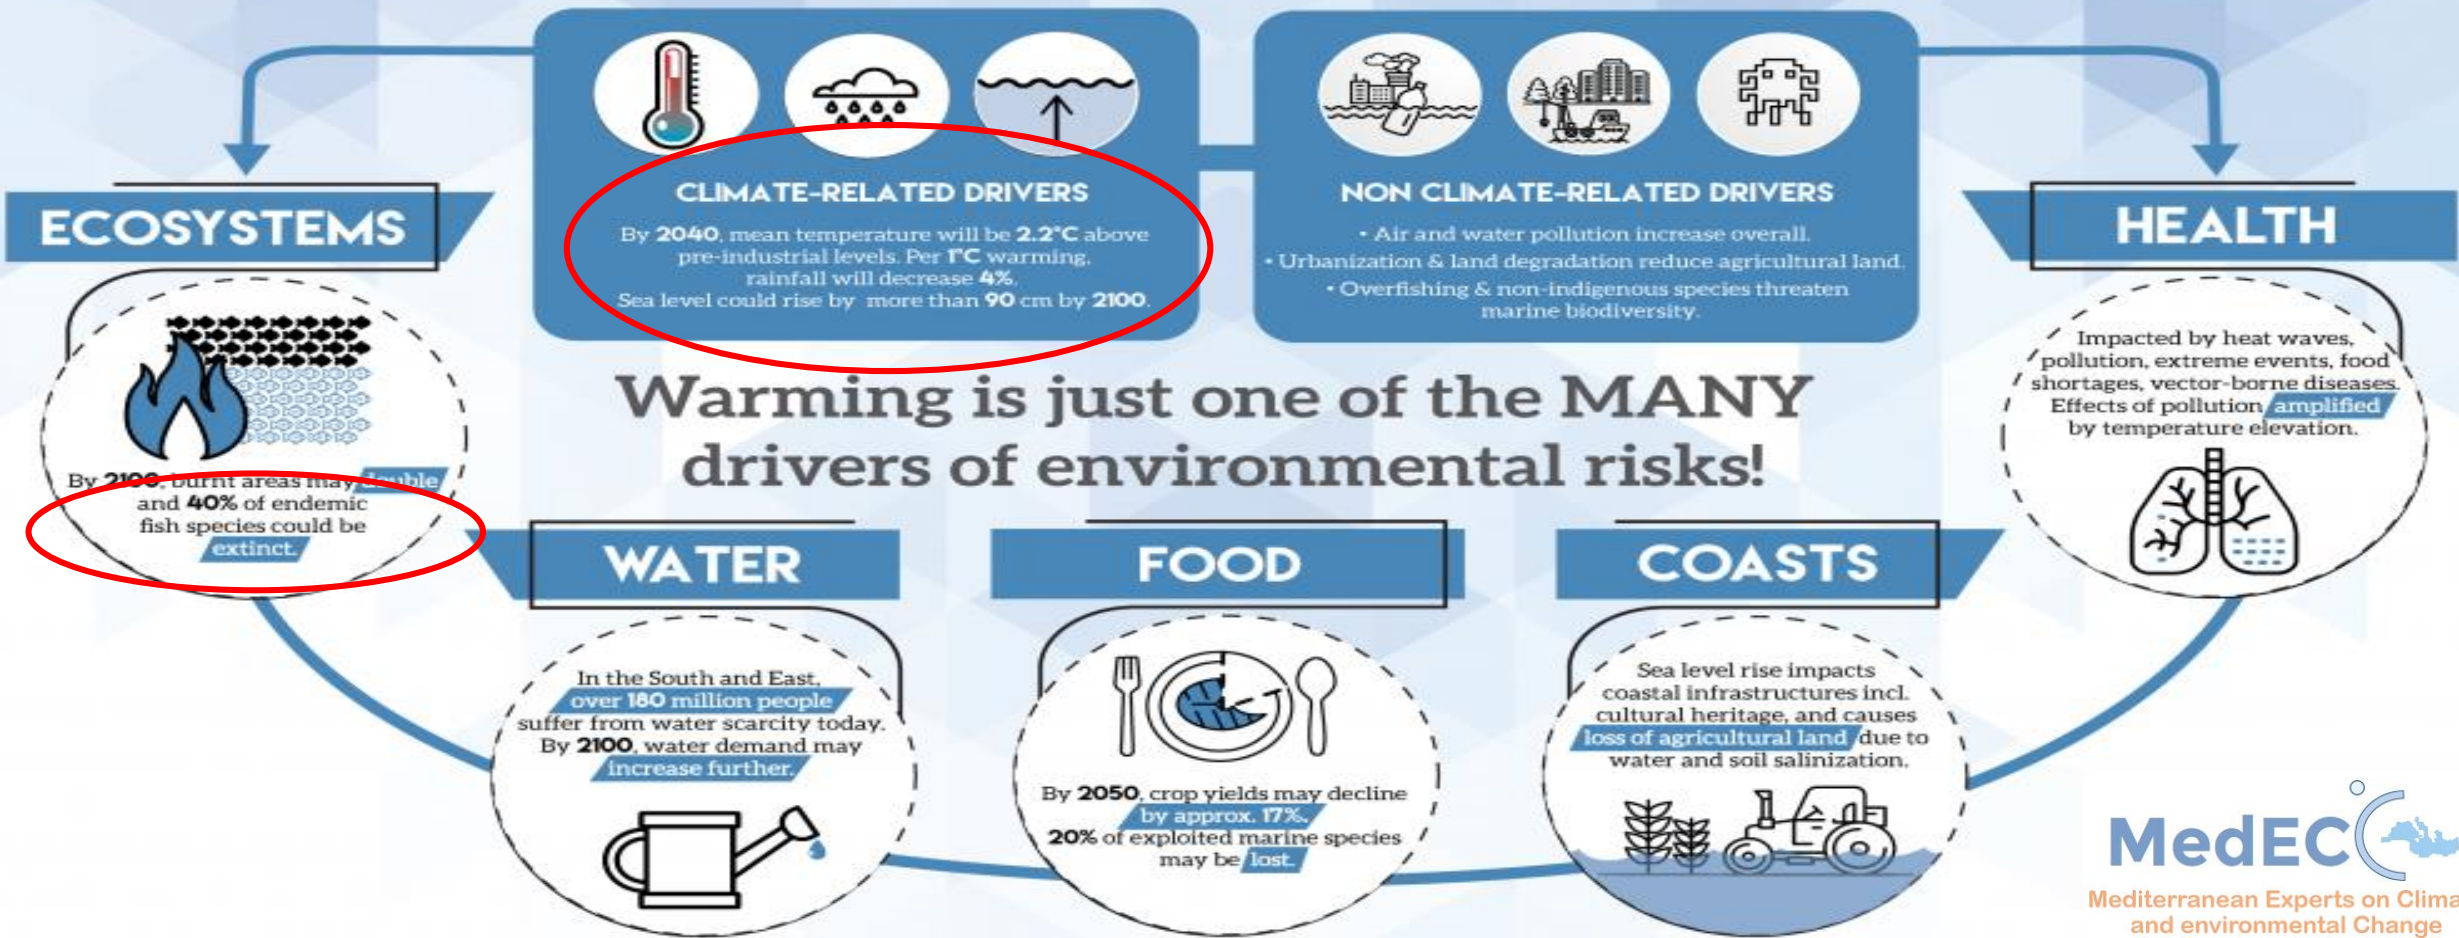 CLIMATE-RELATED DRIVERS
By 2040, mean temperature will be 2.2°C above
pre-industrial levels. Per 1°C warming,
rainfall will decrease 4%.
Sea level could rise by more than 90 cm by 2100.
NON CLIMATE-RELATED DRIVERS
• Air and water pollution increase overall.
• Urbanization & land degradation reduce agricultural land.
• Overfishing & non-indigenous species threaten
marine biodiversity.
ECOSYSTEMS
By 2100, burnt areas may double
and 40% of endemic
fish species could be
extinct.
HEALTH
Impacted by heat waves,
pollution, extreme events, food
shortages, vector-borne diseases.
Effects of pollution amplified
by temperature elevation.
Warming is just one of the MANY
drivers of environmental risks!
WATER
In the South and East,
over 180 million people
suffer from water scarcity today.
By 2100, water demand may
increase further.
FOOD
By 2050, crop yields may decline
by approx. 17%.
20% of exploited marine species
may be lost.
COASTS
Sea level rise impacts
coastal infrastructures incl.
cultural heritage, and causes
loss of agricultural land due to
water and soil salinization.
MedECC
Mediterranean Experts on Clima
and environmental Change